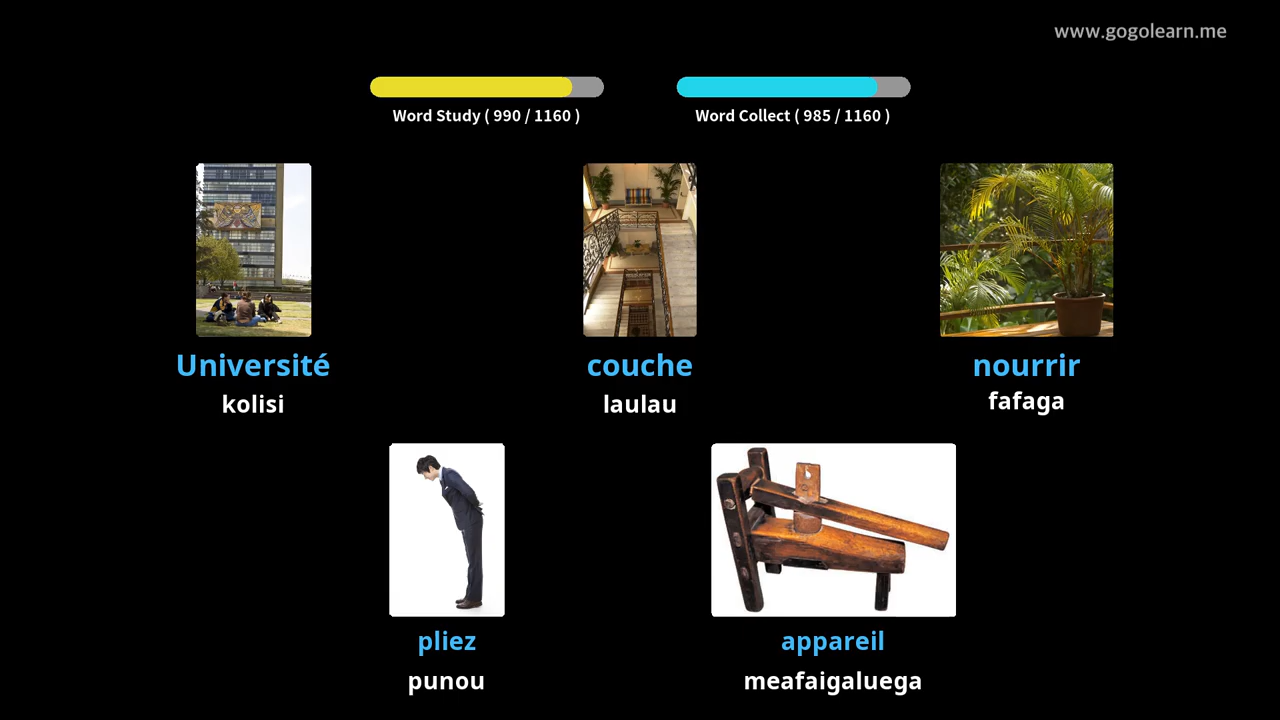 www.gogolearn.me
Word Study ( 990 / 1160 )
Word Collect ( 985 / 1160 )
Université
couche
nourrir
kolisi
laulau
fafaga
pliez
appareil
punou
meafaigaluega